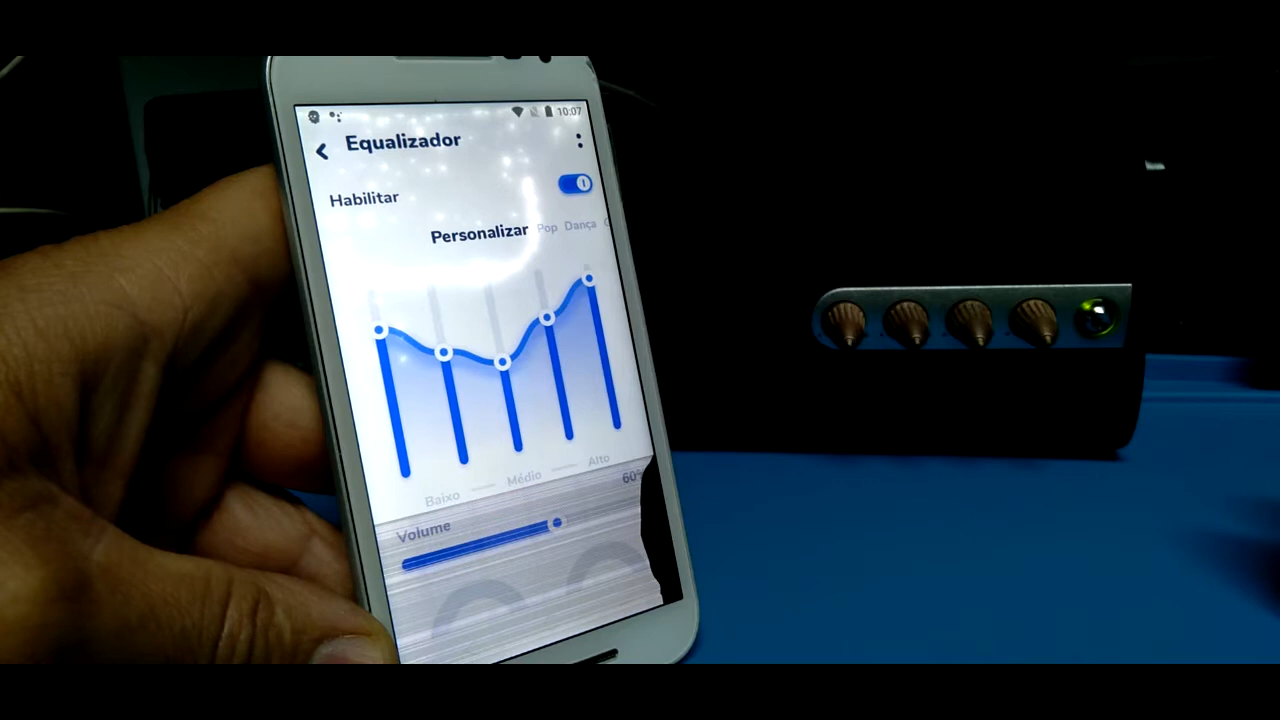 10:07
Equalizador
Habilitar
Personalizar Pop Dança
Baixo Médio Alto
60%
Volume